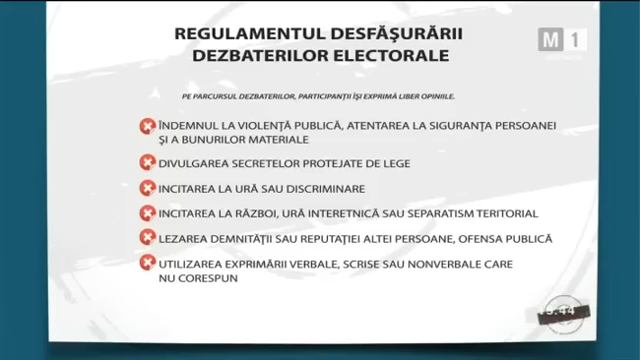 REGULAMENTUL DESFĂŞURĂRII
DEZBATERILOR ELECTORALE
M 1
PE PARCURSUL DEZBATERILOR, PARTICIPANŢII ÎŞI EXPRIMĂ LIBER OPINIILE.
ÎNDEMNUL LA VIOLENŢĂ PUBLICĂ, ATENTAREA LA SIGURANŢA PERSOANEI
ŞI A BUNURILOR MATERIALE
DIVULGAREA SECRETELOR PROTEJATE DE LEGE
INCITAREA LA URĂ SAU DISCRIMINARE
INCITAREA LA RĂZBOI, URĂ INTERETNICĂ SAU SEPARATISM TERITORIAL
LEZAREA DEMNITĂŢII SAU REPUTAŢIEI ALTEI PERSOANE, OFENSA PUBLICĂ
UTILIZAREA EXPRIMĂRII VERBALE, SCRISE SAU NONVERBALE CARE
NU CORESPUN